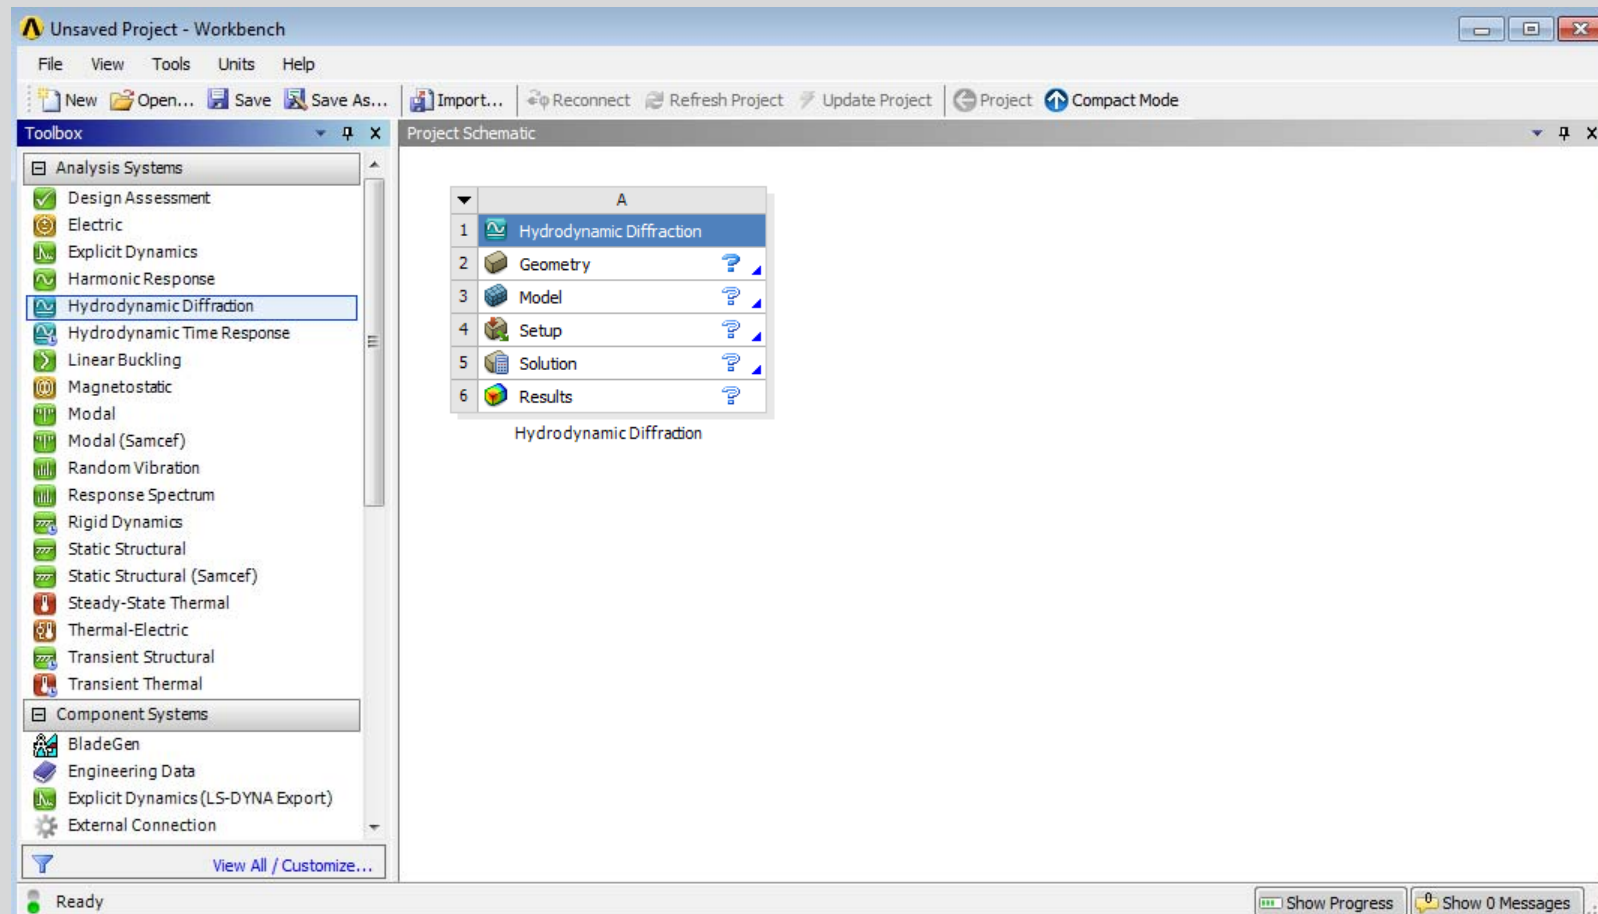 Unsaved Project - Workbench
File View Tools Units Help
New Open... Save Save As... Import... Reconnect Refresh Project Update Project Project Compact Mode
Toolbox
Project Schematic
Analysis Systems
Design Assessment
Electric
Explicit Dynamics
Harmonic Response
Hydrodynamic Diffraction
Hydrodynamic Time Response
Linear Buckling
Magnetostatic
Modal
Modal (Samcef)
Random Vibration
Response Spectrum
Rigid Dynamics
Static Structural
Static Structural (Samcef)
Steady-State Thermal
Thermal-Electric
Transient Structural
Transient Thermal
Component Systems
BladeGen
Engineering Data
Explicit Dynamics (LS-DYNA Export)
External Connection
View All / Customize...
A
1 Hydrodynamic Diffraction
2 Geometry ?
3 Model ?
4 Setup ?
5 Solution ?
6 Results ?
Hydrodynamic Diffraction
Ready
Show Progress
0 Show 0 Messages